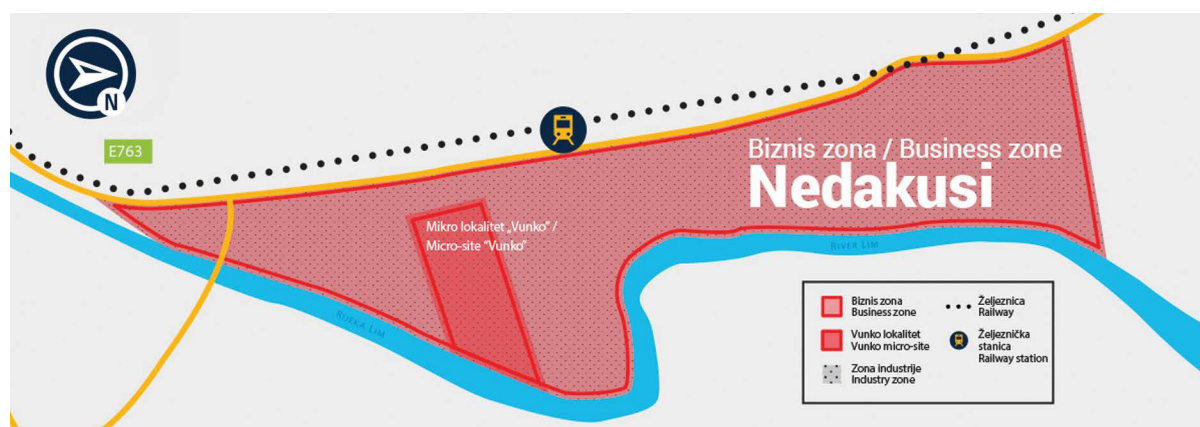 N
E763
Biznis zona / Business zone
Nedakusi
Mikro lokalitet „Vunko“ /
Micro-site “Vunko”
RIVER LIM
RIJEKA LIM
Biznis zona
Business zone
Željeznica
Railway
Vunko lokalitet
Vunko micro-site
Željeznička
stanica
Railway station
Zona industrije
Industry zone